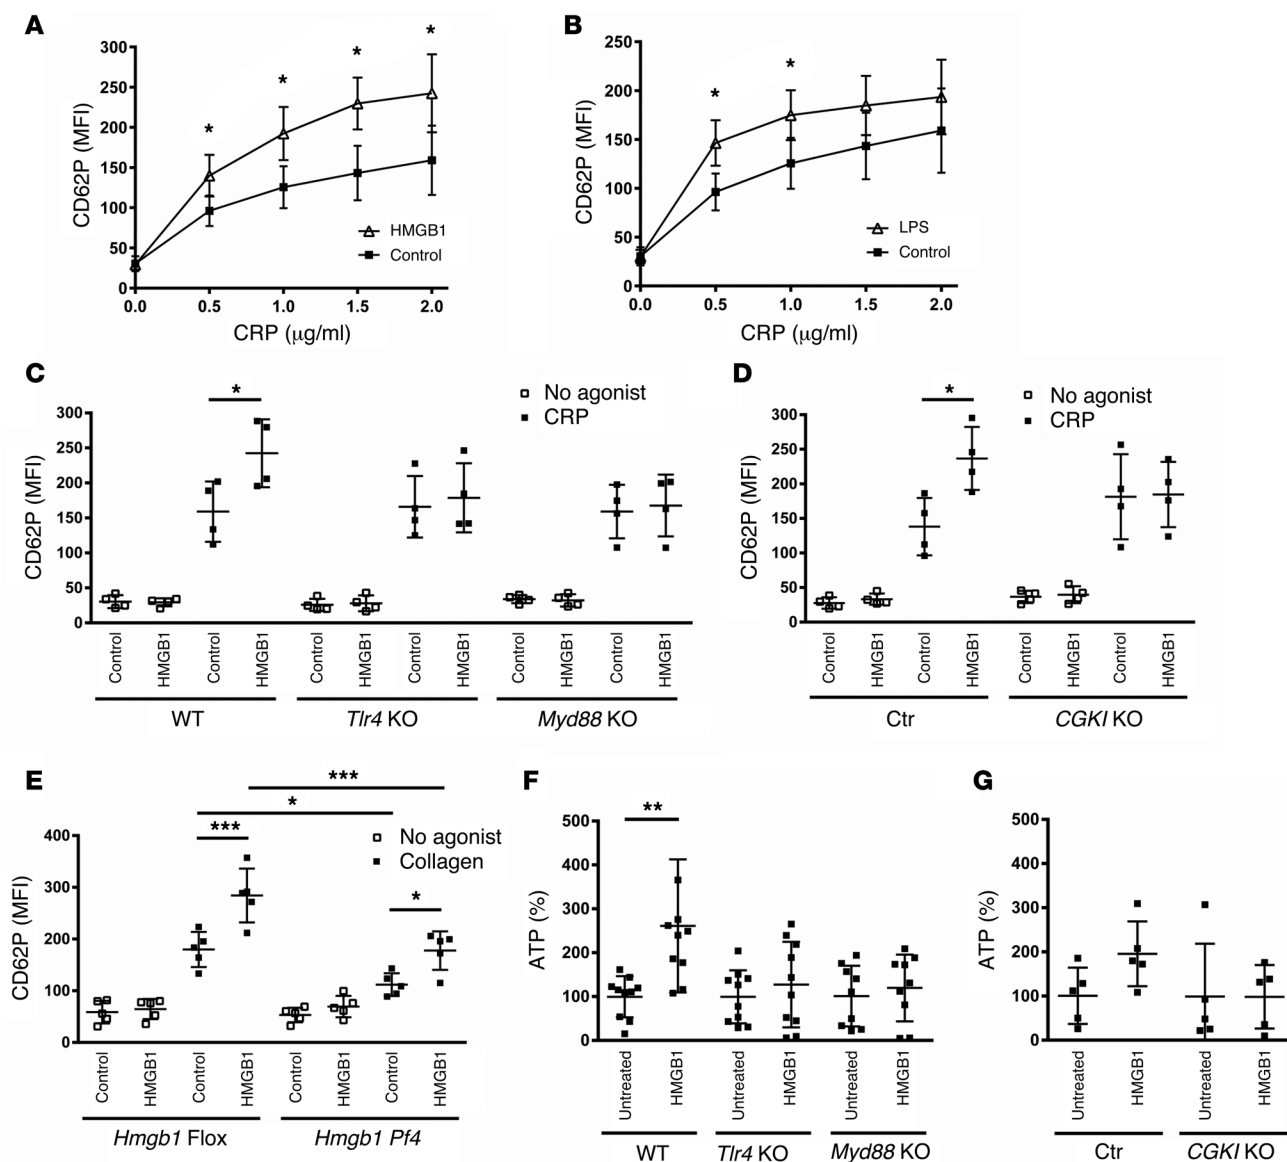 A
B
300
250
200
150
100
50
0
CD62P (MFI)
* * * *
HMGB1
Control
0.0 0.5 1.0 1.5 2.0
CRP (μg/ml)
250
200
150
100
50
0
CD62P (MFI)
* *
LPS
Control
0.0 0.5 1.0 1.5 2.0
CRP (μg/ml)
C
300
250
200
150
100
50
0
CD62P (MFI)
*
No agonist
CRP
Control HMGB1 Control HMGB1 Control HMGB1 Control HMGB1 Control HMGB1 Control HMGB1
WT Tlr4 KO Myd88 KO
D
300
250
200
150
100
50
0
CD62P (MFI)
*
No agonist
CRP
Control HMGB1 Control HMGB1 Control HMGB1 Control HMGB1
Ctr CGKI KO
E
***
*
***
*
400
300
200
100
0
CD62P (MFI)
No agonist
Collagen
Control HMGB1 Control HMGB1 Control HMGB1 Control HMGB1
Hmgb1 Flox Hmgb1 Pf4
F
**
500
400
300
200
100
0
ATP (%)
Untreated HMGB1 Untreated HMGB1 Untreated HMGB1
WT Tlr4 KO Myd88 KO
G
500
400
300
200
100
0
ATP (%)
Untreated HMGB1 Untreated HMGB1
Ctr CGKI KO